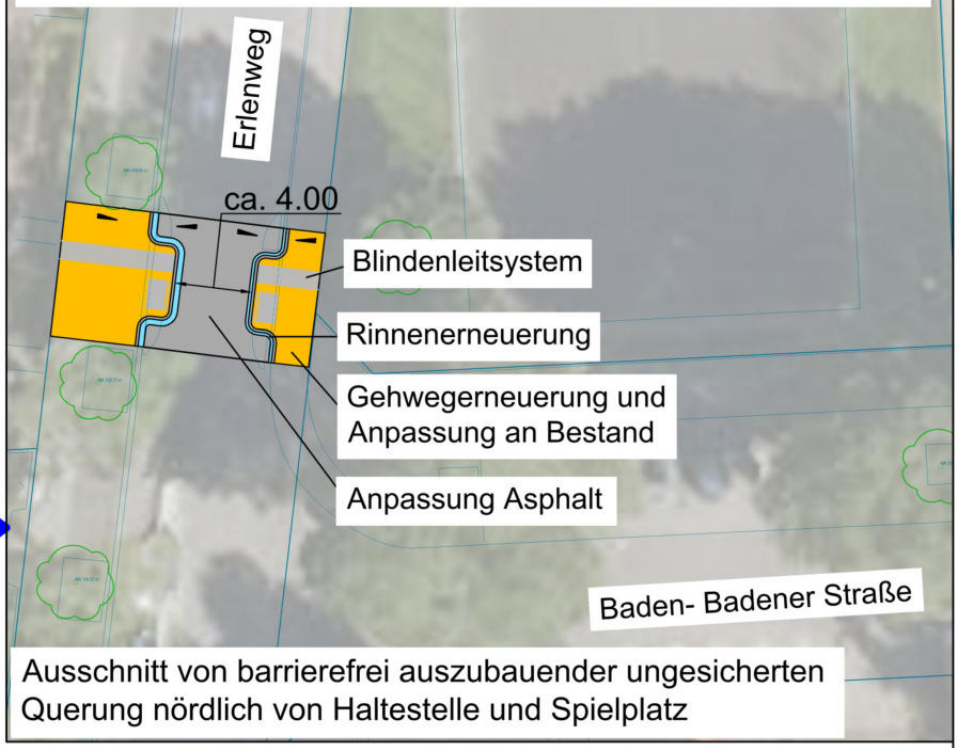 Erlenweg
ca. 4.00
Blindenleitsystem
Rinnenerneuerung
Gehwegerneuerung und
Anpassung an Bestand
Anpassung Asphalt
Baden- Badener Straße
Ausschnitt von barrierefrei auszubauender ungesicherten
Querung nördlich von Haltestelle und Spielplatz